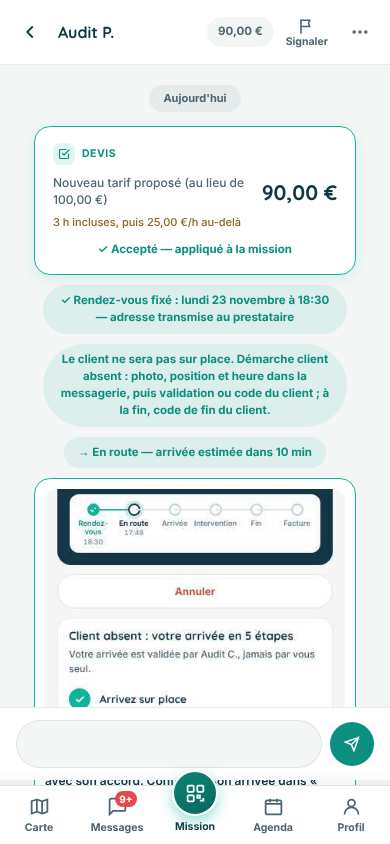 Audit P.
90,00 €
Signaler
Aujourd'hui
DEVIS
Nouveau tarif proposé (au lieu de
100,00 €)
90,00 €
3 h incluses, puis 25,00 €/h au-delà
✓ Accepté — appliqué à la mission
✓ Rendez-vous fixé : lundi 23 novembre à 18:30
— adresse transmise au prestataire
Le client ne sera pas sur place. Démarche client
absent : photo, position et heure dans la
messagerie, puis validation ou code du client ; à
la fin, code de fin du client.
→ En route — arrivée estimée dans 10 min
Rendez-
vous
18:30
En route
17:48
Arrivée
Intervention
Fin
Facture
Annuler
Client absent : votre arrivée en 5 étapes
Votre arrivée est validée par Audit C., jamais par vous
seul.
Arrivez sur place
avec son accord. Conf on arrivée dans «
Carte
9+
Messages
Mission
Agenda
Profil